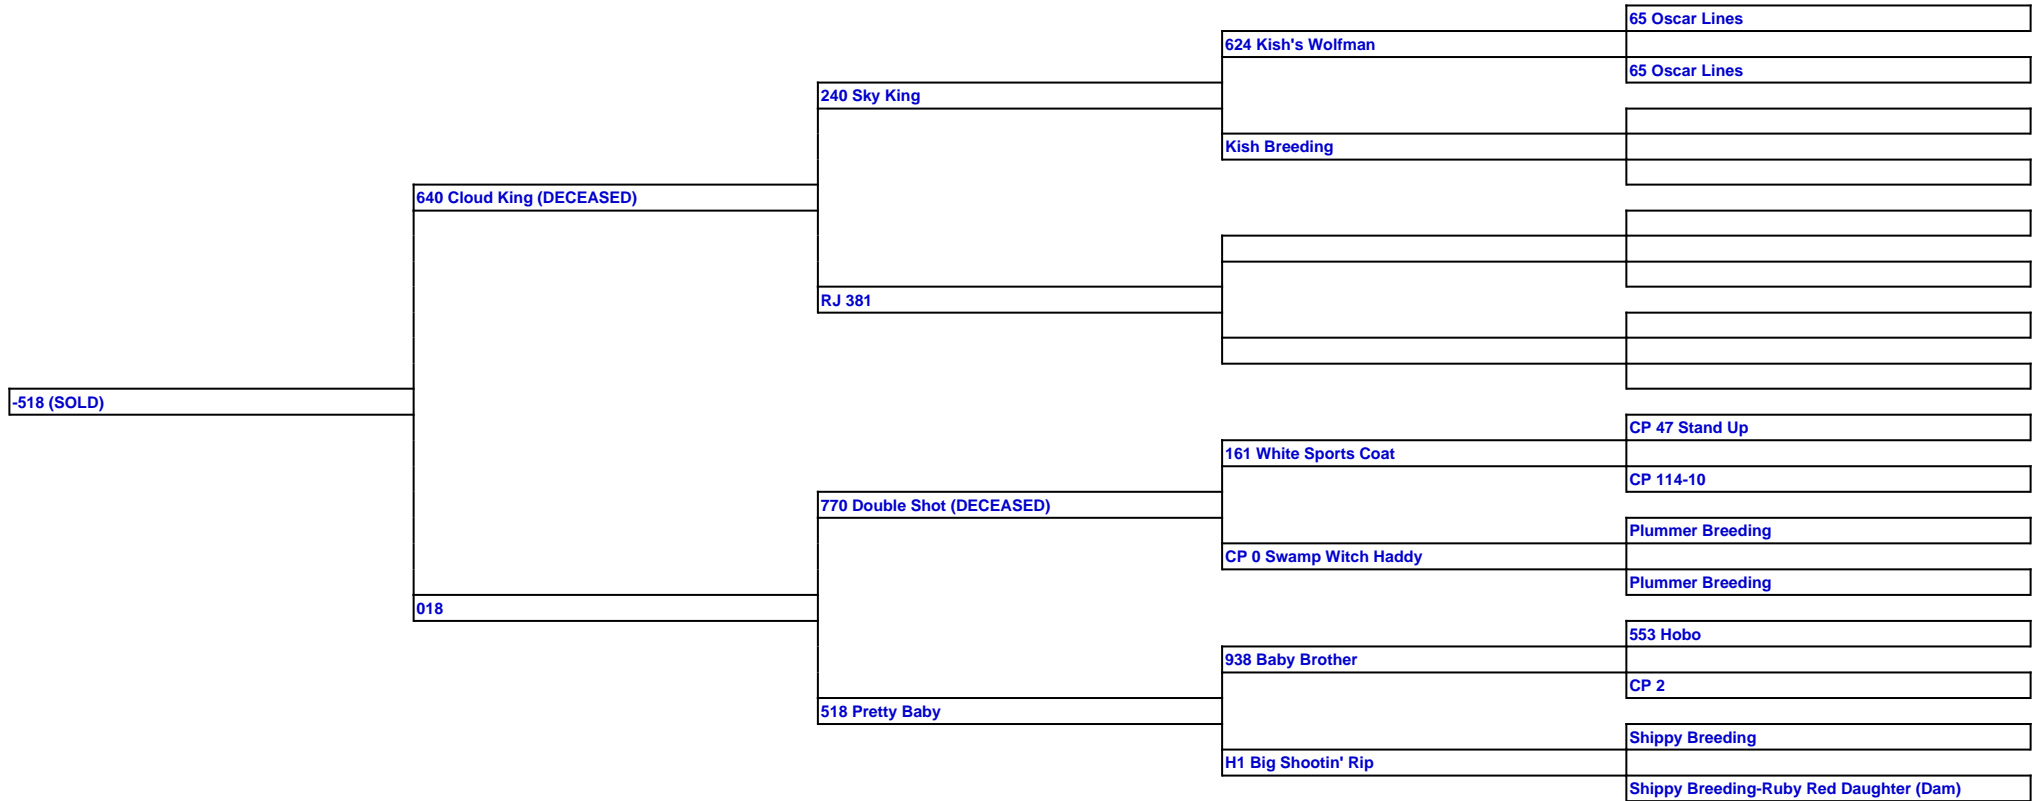 65 Oscar Lines
624 Kish's Wolfman
65 Oscar Lines
240 Sky King
Kish Breeding
640 Cloud King (DECEASED)
RJ 381
-518 (SOLD)
CP 47 Stand Up
161 White Sports Coat
CP 114-10
770 Double Shot (DECEASED)
Plummer Breeding
CP 0 Swamp Witch Haddy
Plummer Breeding
018
553 Hobo
938 Baby Brother
CP 2
518 Pretty Baby
Shippy Breeding
H1 Big Shootin' Rip
Shippy Breeding-Ruby Red Daughter (Dam)